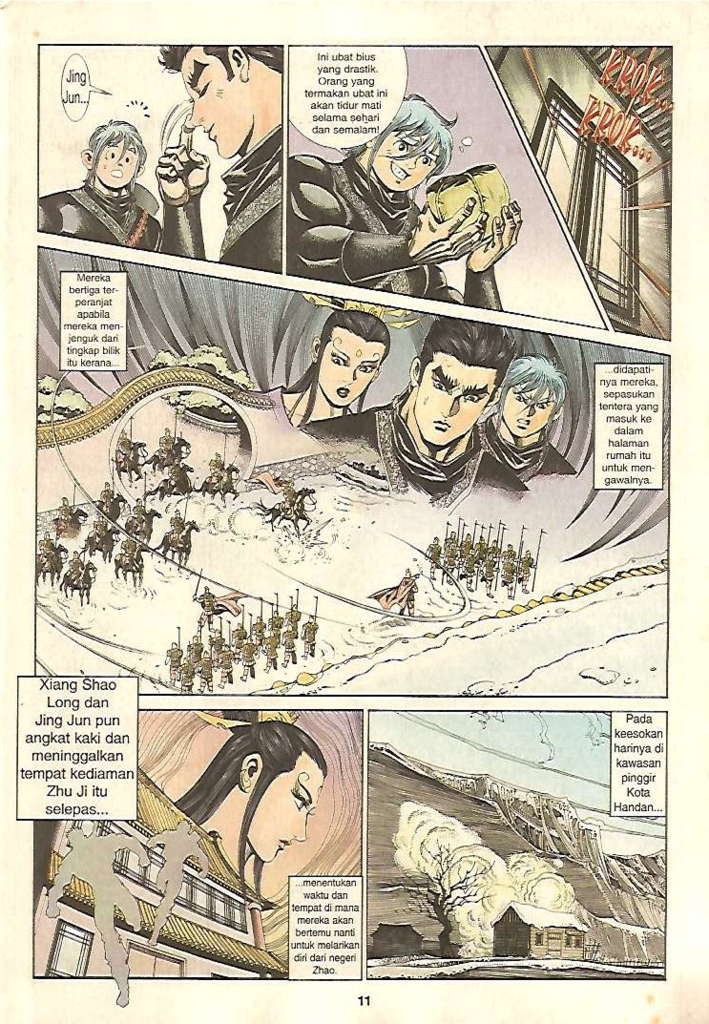 Jing
Jun...
Ini ubat bius
yang drastik.
Orang yang
termakan ubat ini
akan tidur mati
selama sehari
dan semalam!
KROK...
KROK...
Mereka
bertiga ter-
peranjat
apabila
mereka men-
jenguk dari
tingkap bilik
itu kerana...
...didapati-
nya mereka,
sepasukan
tentera yang
masuk ke
dalam
halaman
rumah itu
untuk men-
gawalnya.
Xiang Shao
Long dan
Jing Jun pun
angkat kaki dan
meninggalkan
tempat kediaman
Zhu Ji itu
selepas...
...menentukan
waktu dan
tempat di mana
mereka akan
bertemu nanti
untuk melarikan
diri dari negeri
Zhao.
Pada
keesokan
harinya di
kawasan
pinggir
Kota
Handan...
11